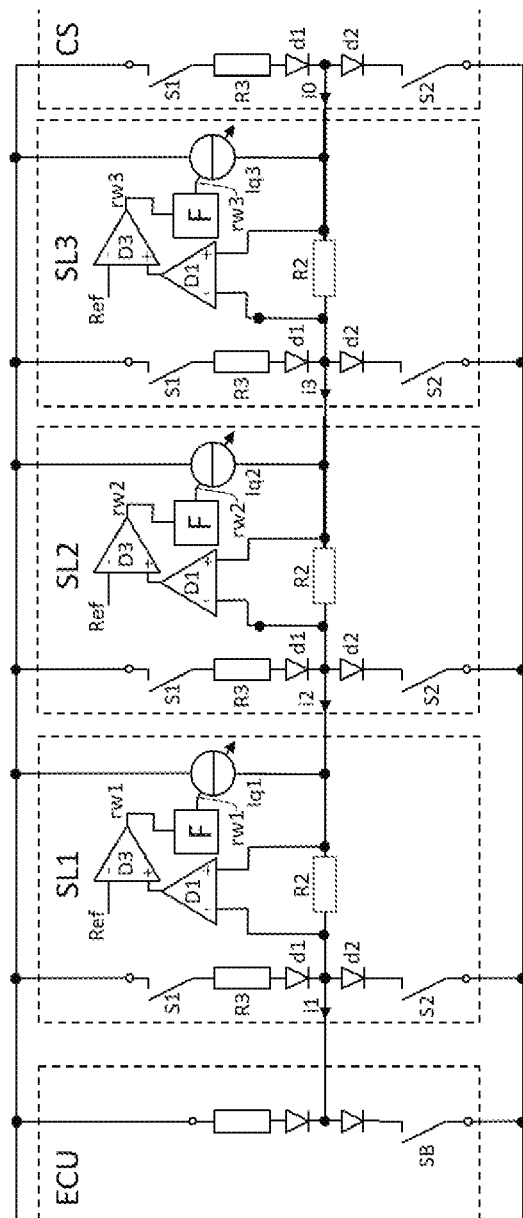 ECU
SB
SL1
Ref
D3
rw1
F
D1
rw1
Iq1
S1
R3
d1
i1
R2
d2
S2
SL2
Ref
D3
rw2
F
D1
rw2
Iq2
S1
R3
d1
i2
R2
d2
S2
SL3
Ref
D3
rw3
F
D1
rw3
Iq3
S1
R3
d1
i3
R2
d2
S2
CS
S1
R3
d1
i0
d2
S2